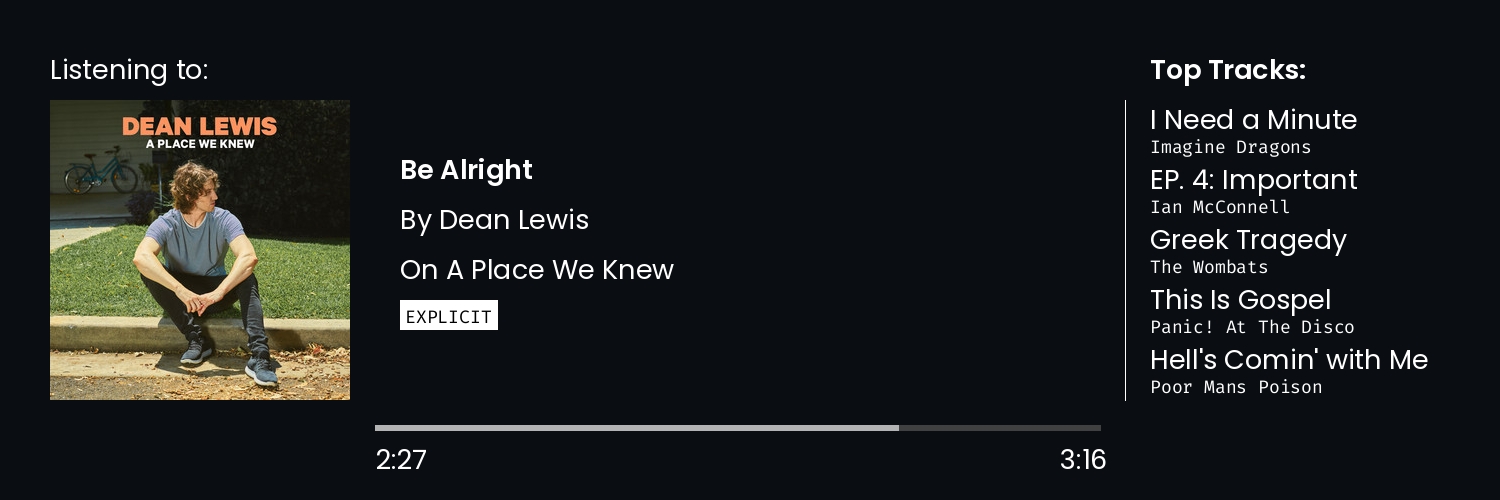 Listening to:
DEAN LEWIS
A PLACE WE KNEW
Be Alright
By Dean Lewis
On A Place We Knew
EXPLICIT
2:27
3:16
Top Tracks:
I Need a Minute
Imagine Dragons
EP. 4: Important
Ian McConnell
Greek Tragedy
The Wombats
This Is Gospel
Panic! At The Disco
Hell's Comin' with Me
Poor Mans Poison